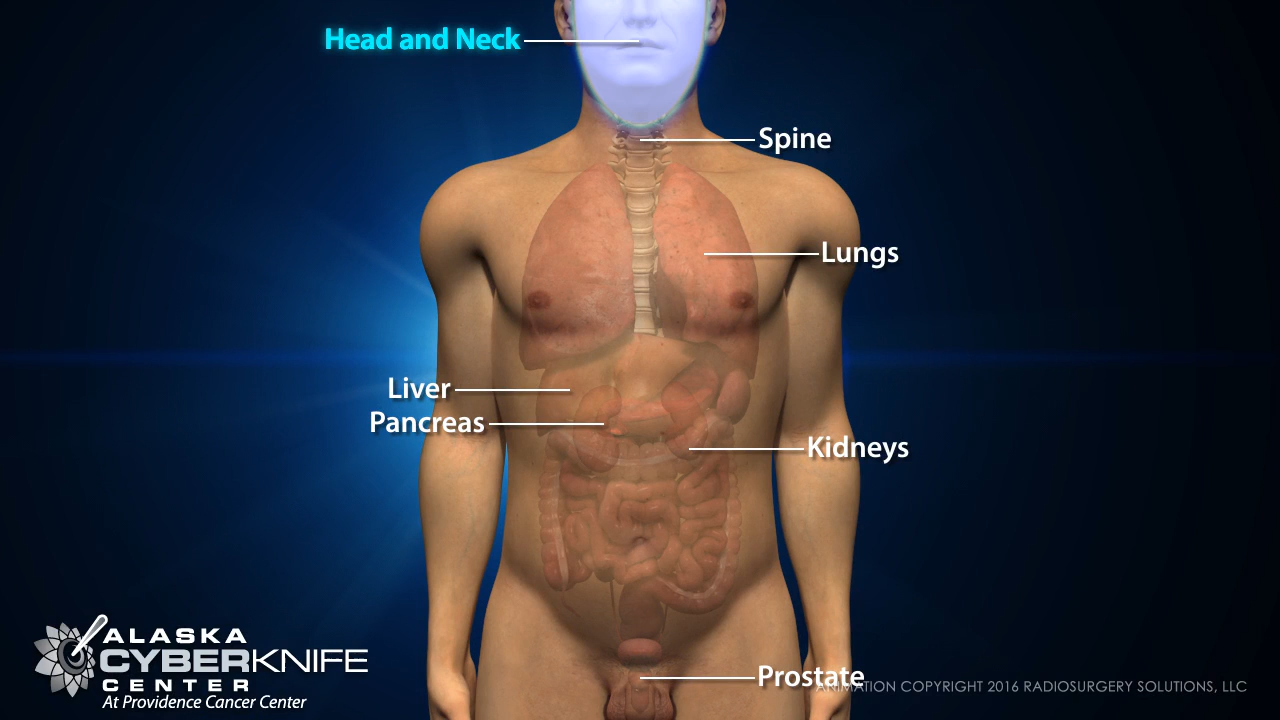 Head and Neck
Spine
Lungs
Liver
Pancreas
Kidneys
Prostate
ALASKA
CYBERKNIFE
CENTER
At Providence Cancer Center
ANIMATION COPYRIGHT 2016 RADIOSURGERY SOLUTIONS, LLC